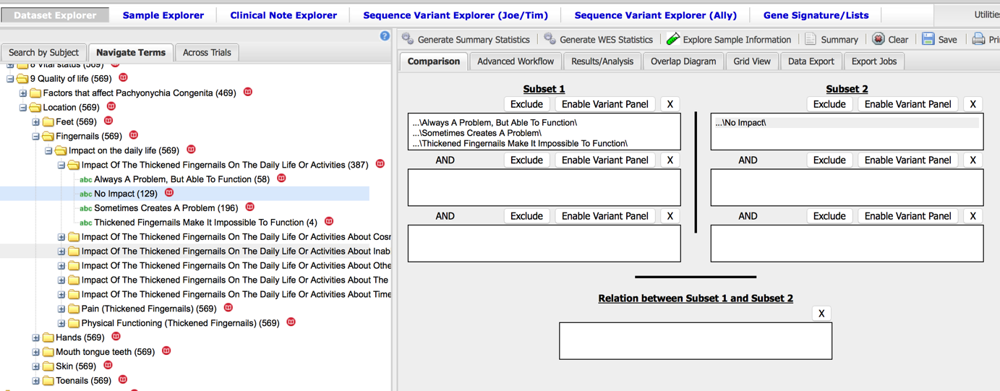 Dataset Explorer Sample Explorer Clinical Note Explorer Sequence Variant Explorer (Joe/Tim) Sequence Variant Explorer (Ally) Gene Signature/Lists Utilities
Generate Summary Statistics Generate WES Statistics Explore Sample Information Summary Clear Save Pri
Search by Subject Navigate Terms Across Trials
Comparison Advanced Workflow Results/Analysis Overlap Diagram Grid View Data Export Export Jobs
8 Vital status (569)
9 Quality of life (569)
Factors that affect Pachyonychia Congenita (469)
Location (569)
Feet (569)
Fingernails (569)
Impact on the daily life (569)
Impact Of The Thickened Fingernails On The Daily Life Or Activities (387)
abc Always A Problem, But Able To Function (58)
abc No Impact (129)
abc Sometimes Creates A Problem (196)
abc Thickened Fingernails Make It Impossible To Function (4)
Impact Of The Thickened Fingernails On The Daily Life Or Activities About Cosr
Impact Of The Thickened Fingernails On The Daily Life Or Activities About Inab
Impact Of The Thickened Fingernails On The Daily Life Or Activities About Othe
Impact Of The Thickened Fingernails On The Daily Life Or Activities About The
Impact Of The Thickened Fingernails On The Daily Life Or Activities About Time
Pain (Thickened Fingernails) (569)
Physical Functioning (Thickened Fingernails) (569)
Hands (569)
Mouth tongue teeth (569)
Skin (569)
Toenails (569)
Subset 1
Exclude Enable Variant Panel X
...\Always A Problem, But Able To Function\
...\Sometimes Creates A Problem\
...\Thickened Fingernails Make It Impossible To Function\
AND Exclude Enable Variant Panel X
AND Exclude Enable Variant Panel X
Subset 2
Exclude Enable Variant Panel X
...\No Impact\
AND Exclude Enable Variant Panel X
AND Exclude Enable Variant Panel X
Relation between Subset 1 and Subset 2
X